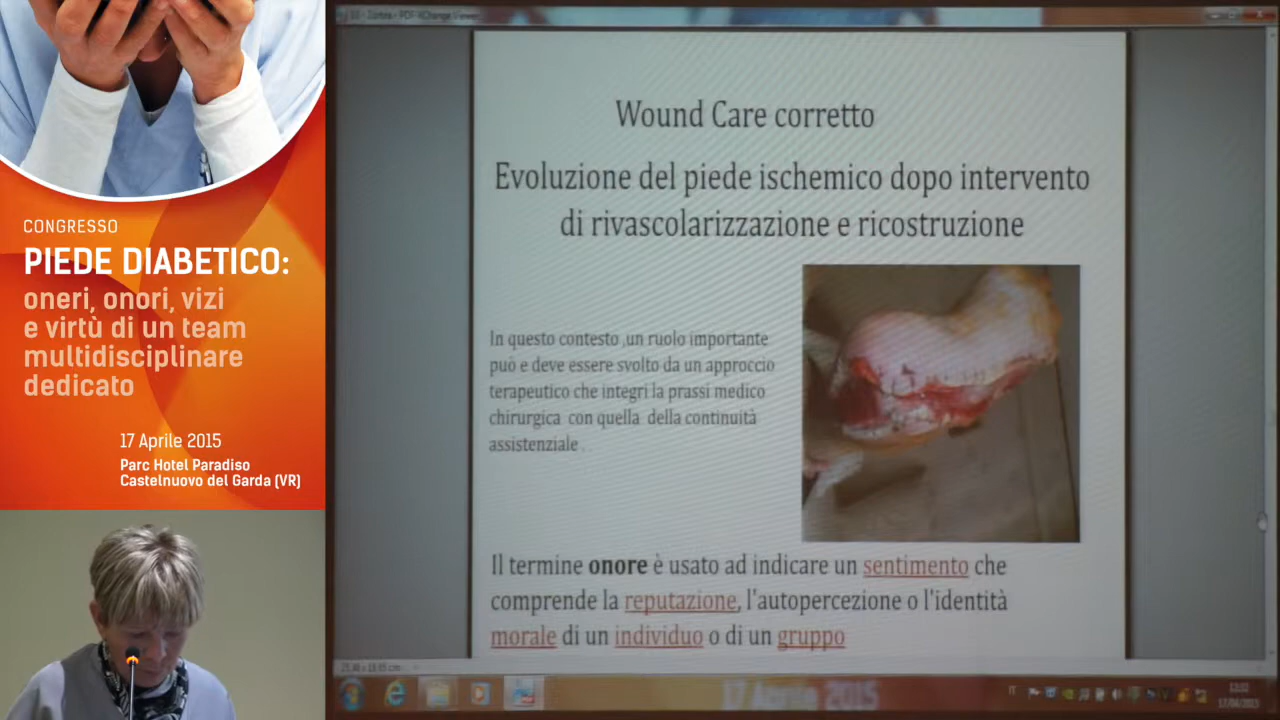 CONGRESSO
PIEDE DIABETICO:
oneri, onori, vizi
e virtù di un team
multidisciplinare
dedicato
17 Aprile 2015
Parc Hotel Paradiso
Castelnuovo del Garda (VR)
PDF-XChange Viewer
Wound Care corretto
Evoluzione del piede ischemico dopo intervento
di rivascolarizzazione e ricostruzione
In questo contesto ,un ruolo importante
può e deve essere svolto da un approccio
terapeutico che integri la prassi medico
chirurgica con quella della continuità
assistenziale . .
Il termine onore è usato ad indicare un sentimento che
comprende la reputazione, l'autopercezione o l'identità
morale di un individuo o di un gruppo
17 Aprile 2015
IT